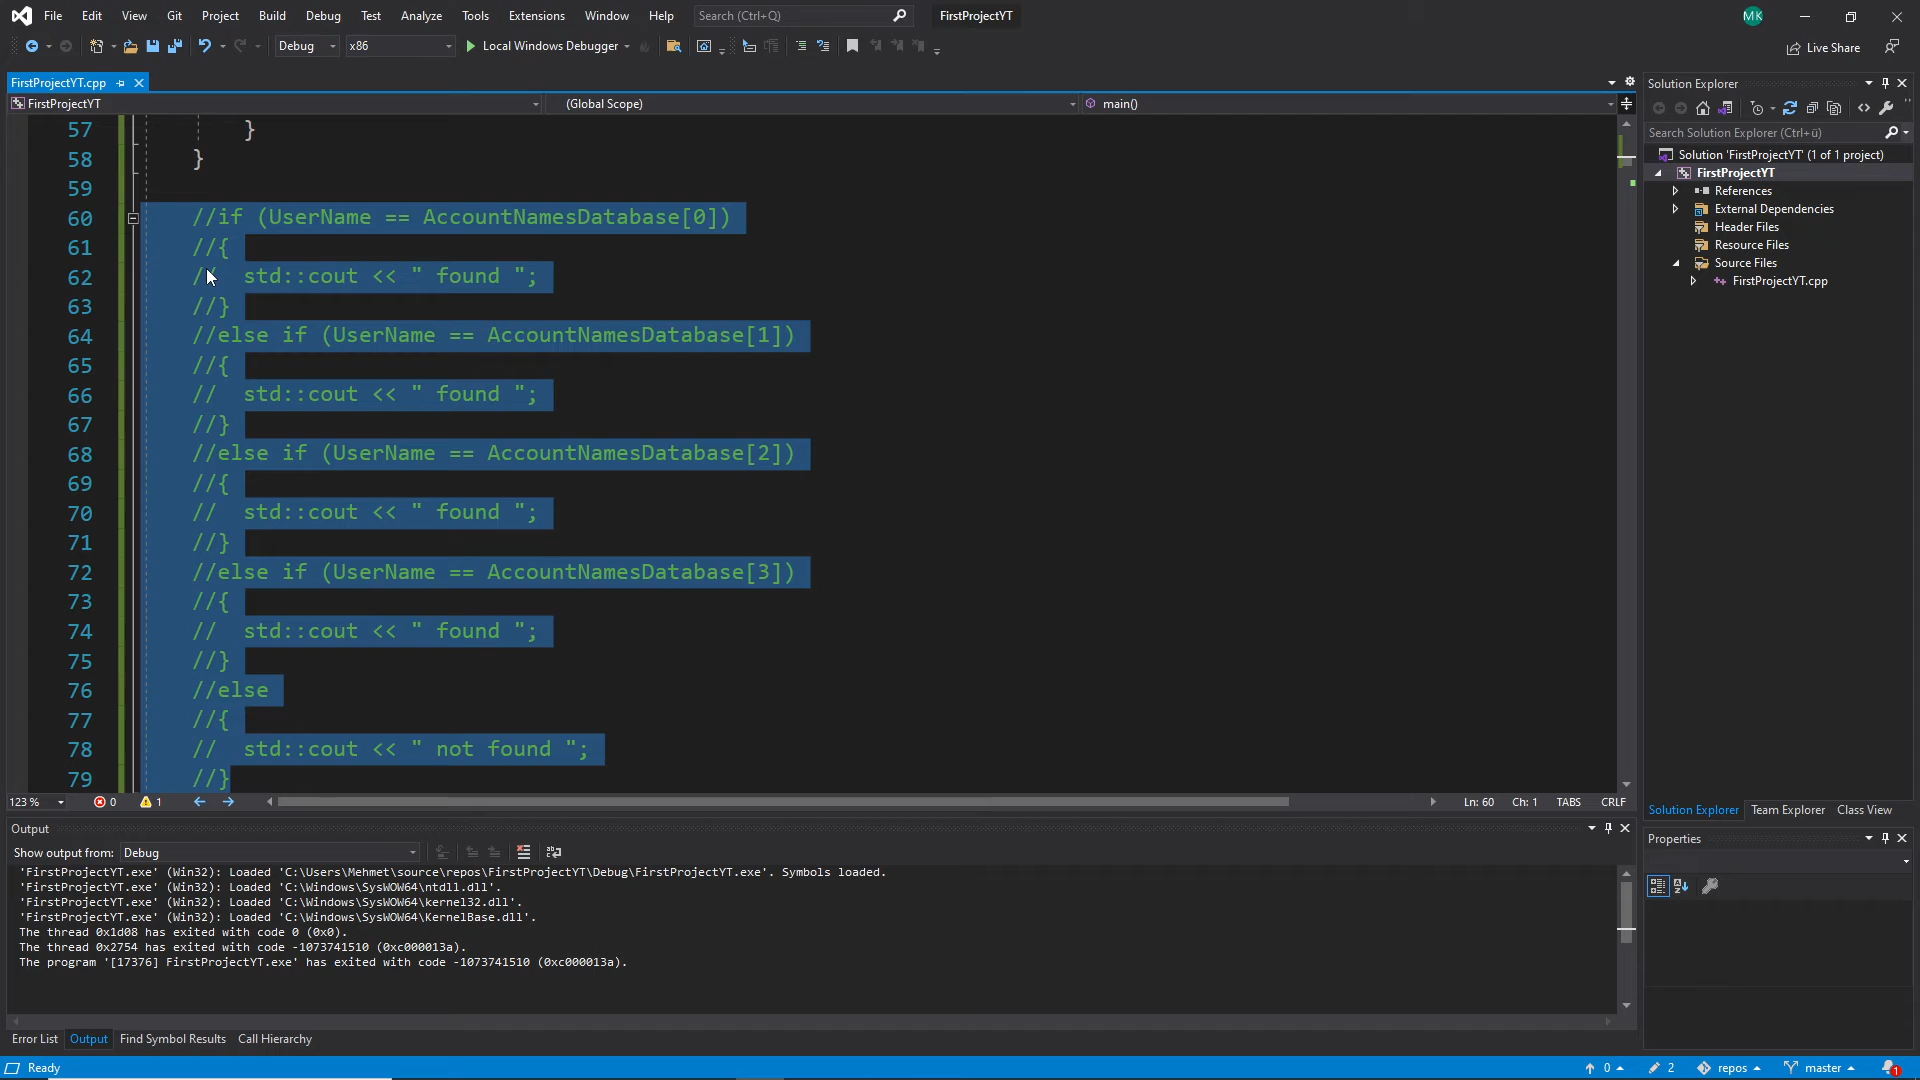 File Edit View Git Project Build Debug Test Analyze Tools Extensions Window Help Search (Ctrl+Q) FirstProjectYT MK
Debug x86 Local Windows Debugger Live Share
FirstProjectYT.cpp
FirstProjectYT (Global Scope) main()
57 }
58 }
59
60 //if (UserName == AccountNamesDatabase[0])
61 //{
62 // std::cout << " found ";
63 //}
64 //else if (UserName == AccountNamesDatabase[1])
65 //{
66 // std::cout << " found ";
67 //}
68 //else if (UserName == AccountNamesDatabase[2])
69 //{
70 // std::cout << " found ";
71 //}
72 //else if (UserName == AccountNamesDatabase[3])
73 //{
74 // std::cout << " found ";
75 //}
76 //else
77 //{
78 // std::cout << " not found ";
79 //}
123 % 0 1 Ln: 60 Ch: 1 TABS CRLF
Output
Show output from: Debug
'FirstProjectYT.exe' (Win32): Loaded 'C:\Users\Mehmet\source\repos\FirstProjectYT\Debug\FirstProjectYT.exe'. Symbols loaded.
'FirstProjectYT.exe' (Win32): Loaded 'C:\Windows\SysWOW64\ntdll.dll'.
'FirstProjectYT.exe' (Win32): Loaded 'C:\Windows\SysWOW64\kernel32.dll'.
'FirstProjectYT.exe' (Win32): Loaded 'C:\Windows\SysWOW64\KernelBase.dll'.
The thread 0x1d08 has exited with code 0 (0x0).
The thread 0x2754 has exited with code -1073741510 (0xc000013a).
The program '[17376] FirstProjectYT.exe' has exited with code -1073741510 (0xc000013a).
Error List Output Find Symbol Results Call Hierarchy
Solution Explorer
Search Solution Explorer (Ctrl+ü)
Solution 'FirstProjectYT' (1 of 1 project)
FirstProjectYT
References
External Dependencies
Header Files
Resource Files
Source Files
FirstProjectYT.cpp
Solution Explorer Team Explorer Class View
Properties
Ready 0 2 repos master 1